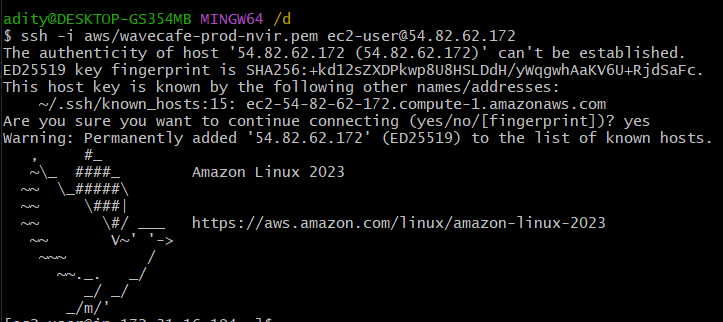 adity@DESKTOP-GS354MB MINGW64 /d
$ ssh -i aws/wavecafe-prod-nvir.pem ec2-user@54.82.62.172
The authenticity of host '54.82.62.172 (54.82.62.172)' can't be established.
ED25519 key fingerprint is SHA256:+kd12sZXDPkwp8U8HSLDdH/yWqgwhAaKV6U+RjdSaFc.
This host key is known by the following other names/addresses:
    ~/.ssh/known_hosts:15: ec2-54-82-62-172.compute-1.amazonaws.com
Are you sure you want to continue connecting (yes/no/[fingerprint])? yes
Warning: Permanently added '54.82.62.172' (ED25519) to the list of known hosts.
   ,     #_
   ~\_  ####_        Amazon Linux 2023
  ~~  \_#####\
  ~~     \###|
  ~~       \#/ ___   https://aws.amazon.com/linux/amazon-linux-2023
   ~~       V~' '->
    ~~~         /
      ~~._.   _/
         _/ _/
       _/m/'